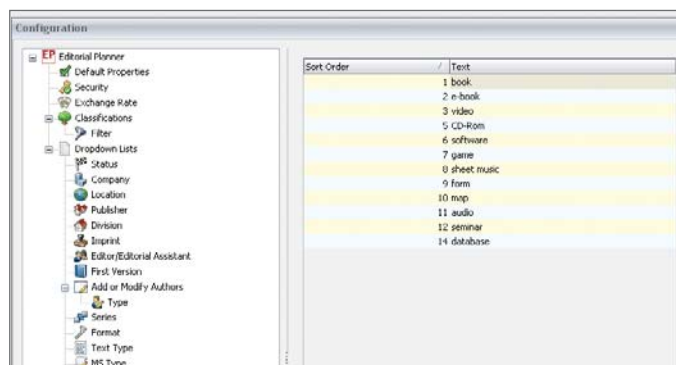 Configuration
EP Editorial Planner
Default Properties
Security
Exchange Rate
Classifications
Filter
Dropdown Lists
Status
Company
Location
Publisher
Division
Imprint
Editor/Editorial Assistant
First Version
Add or Modify Authors
Type
Series
Format
Text Type
MS Type
Sort Order / Text
1 book
2 e-book
3 video
5 CD-Rom
6 software
7 game
8 sheet music
9 form
10 map
11 audio
12 seminar
14 database